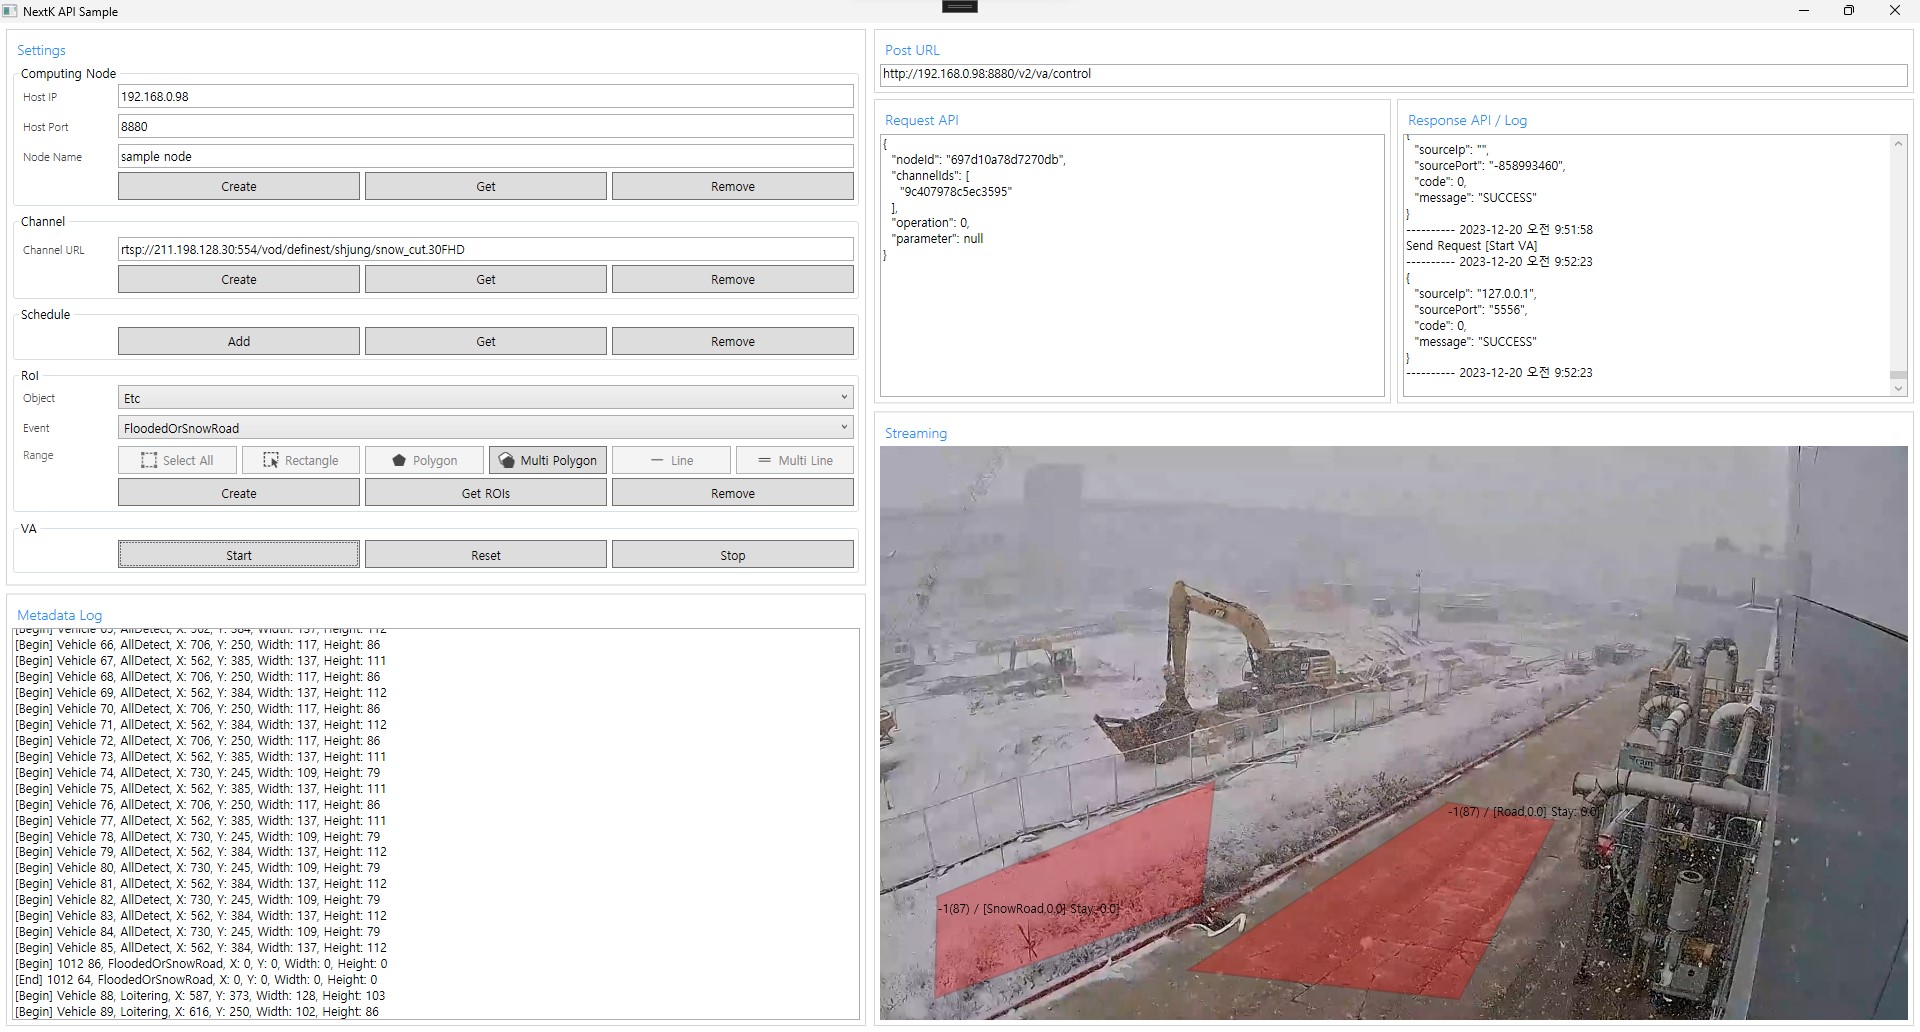 NextK API Sample
Settings
Computing Node
Host IP
192.168.0.98
Host Port
8880
Node Name
sample node
Create
Get
Remove
Channel
Channel URL
rtsp://211.198.128.30:554/vod/definest/shjung/snow_cut.30FHD
Create
Get
Remove
Schedule
Add
Get
Remove
RoI
Object
Etc
Event
FloodedOrSnowRoad
Range
Select All
Rectangle
Polygon
Multi Polygon
Line
Multi Line
Create
Get ROIs
Remove
VA
Start
Reset
Stop
Metadata Log
[Begin] Vehicle 65, AllDetect, X: 562, Y: 384, Width: 137, Height: 112
[Begin] Vehicle 66, AllDetect, X: 706, Y: 250, Width: 117, Height: 86
[Begin] Vehicle 67, AllDetect, X: 562, Y: 385, Width: 137, Height: 111
[Begin] Vehicle 68, AllDetect, X: 706, Y: 250, Width: 117, Height: 86
[Begin] Vehicle 69, AllDetect, X: 562, Y: 384, Width: 137, Height: 112
[Begin] Vehicle 70, AllDetect, X: 706, Y: 250, Width: 117, Height: 86
[Begin] Vehicle 71, AllDetect, X: 562, Y: 384, Width: 137, Height: 112
[Begin] Vehicle 72, AllDetect, X: 706, Y: 250, Width: 117, Height: 86
[Begin] Vehicle 73, AllDetect, X: 562, Y: 385, Width: 137, Height: 111
[Begin] Vehicle 74, AllDetect, X: 730, Y: 245, Width: 109, Height: 79
[Begin] Vehicle 75, AllDetect, X: 562, Y: 385, Width: 137, Height: 111
[Begin] Vehicle 76, AllDetect, X: 706, Y: 250, Width: 117, Height: 86
[Begin] Vehicle 77, AllDetect, X: 562, Y: 385, Width: 137, Height: 111
[Begin] Vehicle 78, AllDetect, X: 730, Y: 245, Width: 109, Height: 79
[Begin] Vehicle 79, AllDetect, X: 562, Y: 384, Width: 137, Height: 112
[Begin] Vehicle 80, AllDetect, X: 730, Y: 245, Width: 109, Height: 79
[Begin] Vehicle 81, AllDetect, X: 562, Y: 384, Width: 137, Height: 112
[Begin] Vehicle 82, AllDetect, X: 730, Y: 245, Width: 109, Height: 79
[Begin] Vehicle 83, AllDetect, X: 562, Y: 384, Width: 137, Height: 112
[Begin] Vehicle 84, AllDetect, X: 730, Y: 245, Width: 109, Height: 79
[Begin] Vehicle 85, AllDetect, X: 562, Y: 384, Width: 137, Height: 112
[Begin] 1012 86, FloodedOrSnowRoad, X: 0, Y: 0, Width: 0, Height: 0
[End] 1012 64, FloodedOrSnowRoad, X: 0, Y: 0, Width: 0, Height: 0
[Begin] Vehicle 88, Loitering, X: 587, Y: 373, Width: 128, Height: 103
[Begin] Vehicle 89, Loitering, X: 616, Y: 250, Width: 102, Height: 86
Post URL
http://192.168.0.98:8880/v2/va/control
Request API
{
"nodeId": "697d10a78d7270db",
"channelIds": [
"9c407978c5ec3595"
],
"operation": 0,
"parameter": null
}
Response API / Log
{
"sourceIp": "",
"sourcePort": "-858993460",
"code": 0,
"message": "SUCCESS"
}
---------- 2023-12-20 오전 9:51:58
Send Request [Start VA]
---------- 2023-12-20 오전 9:52:23
{
"sourceIp": "127.0.0.1",
"sourcePort": "5556",
"code": 0,
"message": "SUCCESS"
}
---------- 2023-12-20 오전 9:52:23
Streaming
-1(87) / [Road,0.0] Stay: 0.0
-1(87) / [SnowRoad,0.0] Stay: 0.0